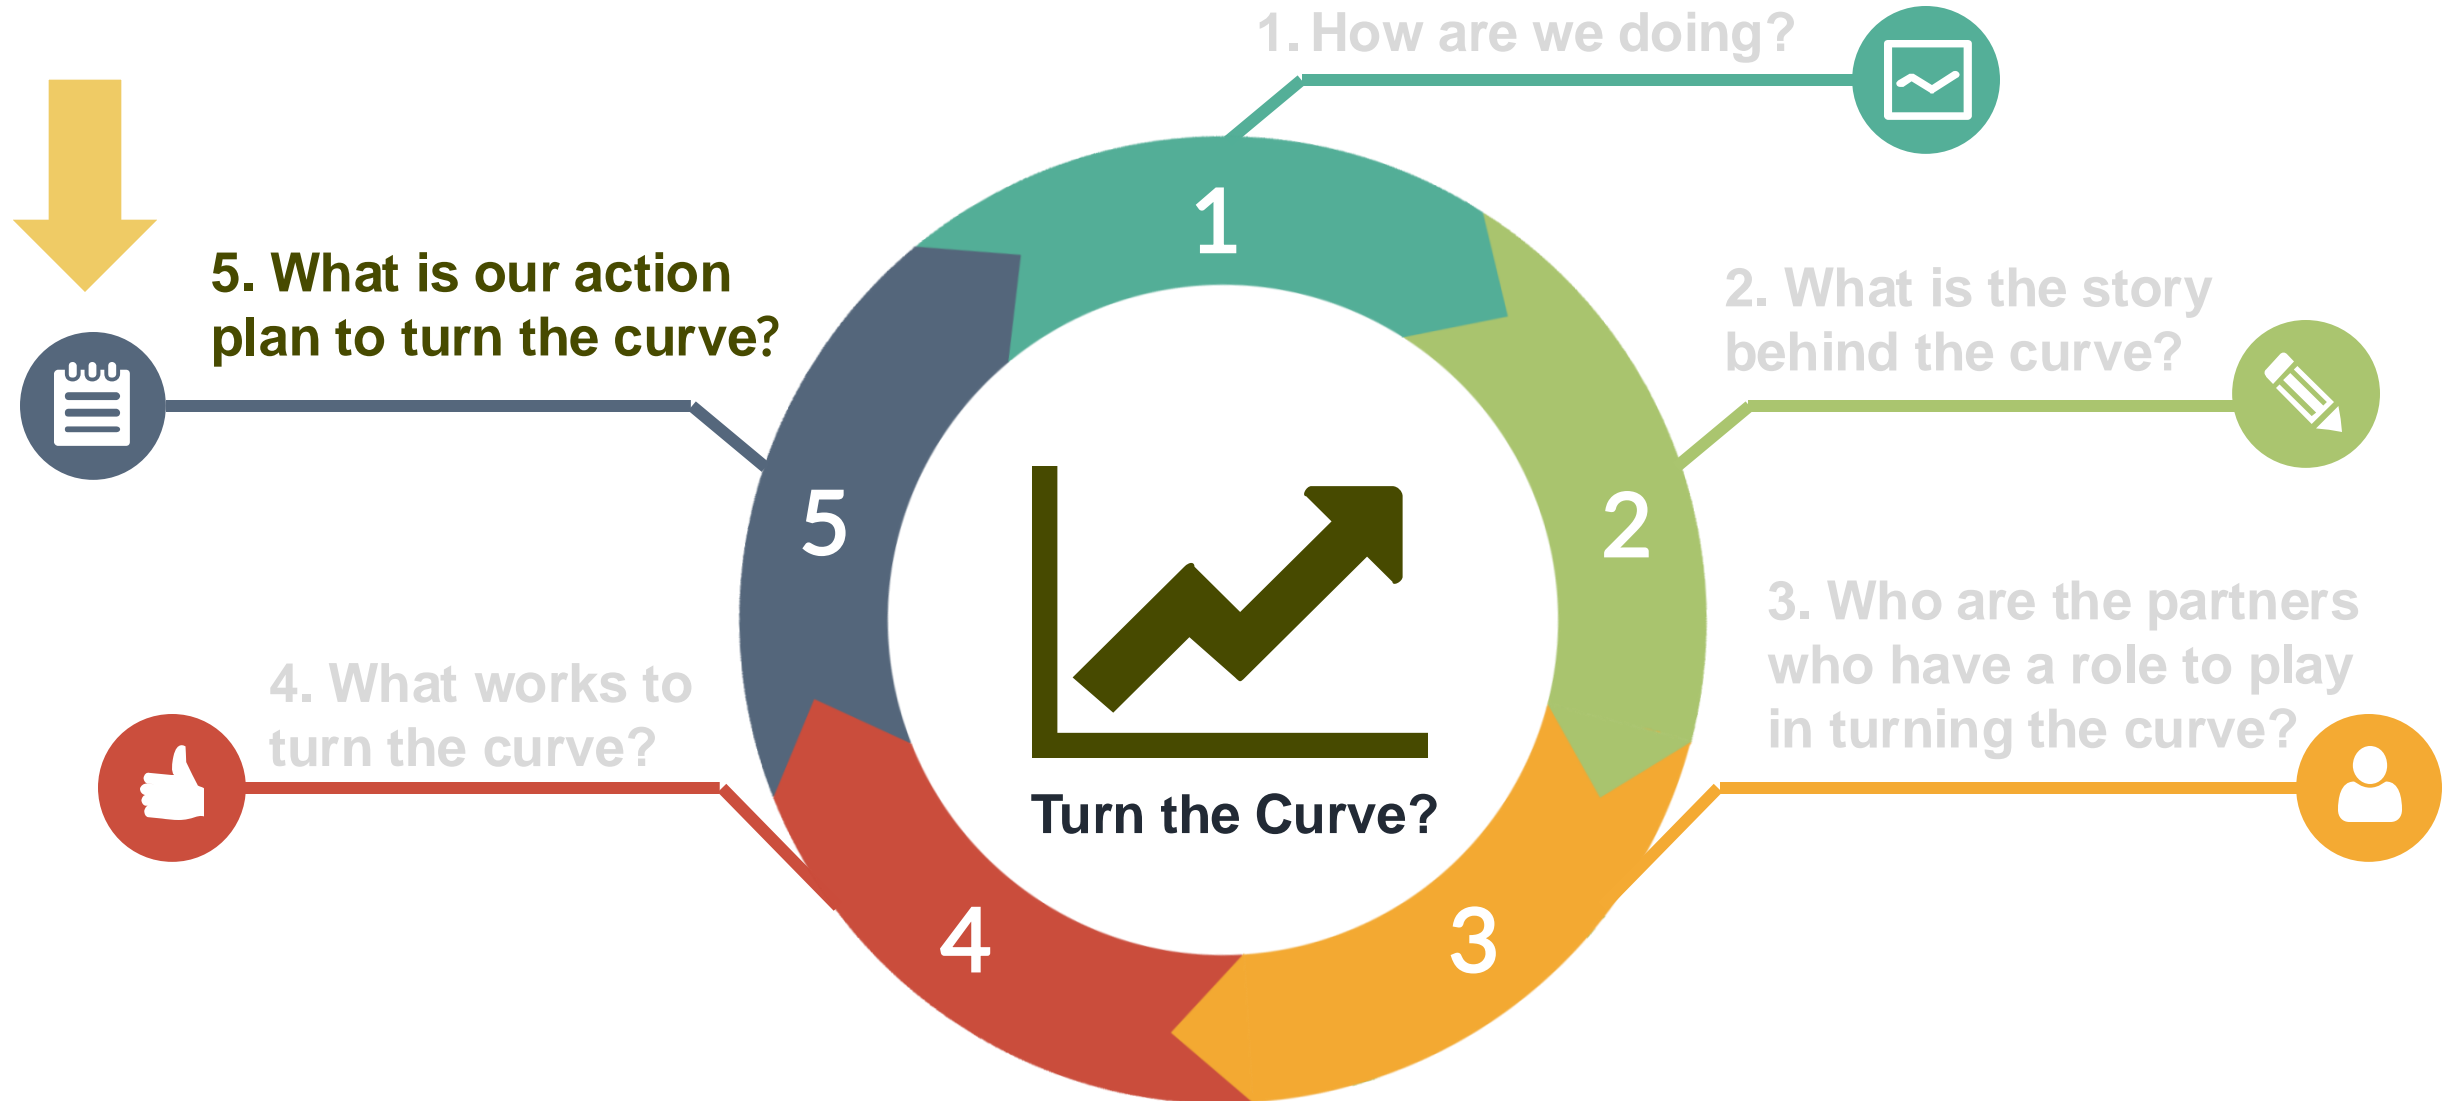 1. How are we doing?
1
5. What is our action
plan to turn the curve?
2. What is the story
behind the curve?
5
2
3. Who are the partners
who have a role to play
in turning the curve?
4. What works to
turn the curve?
Turn the Curve?
4
3